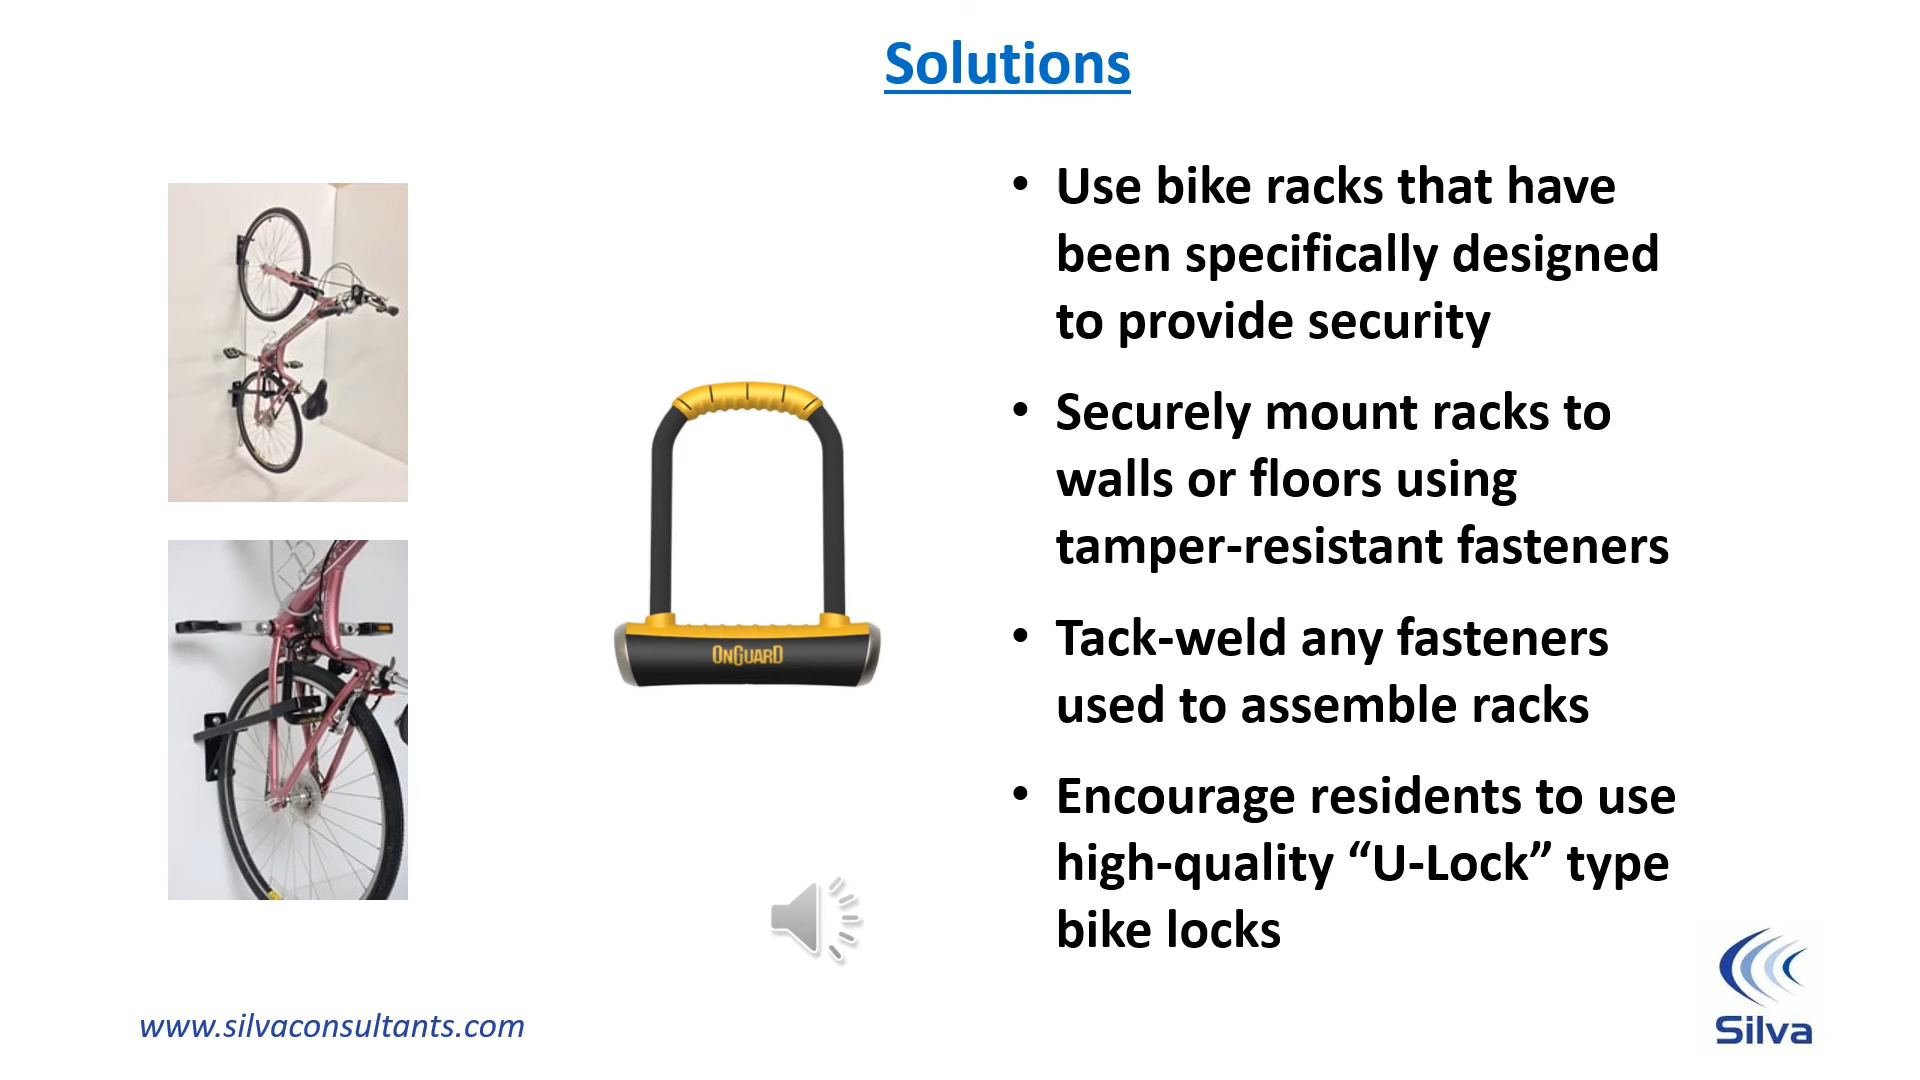 Solutions
• Use bike racks that have
been specifically designed
to provide security
• Securely mount racks to
walls or floors using
tamper-resistant fasteners
• Tack-weld any fasteners
used to assemble racks
• Encourage residents to use
high-quality “U-Lock” type
bike locks
ONGUARD
www.silvaconsultants.com
Silva